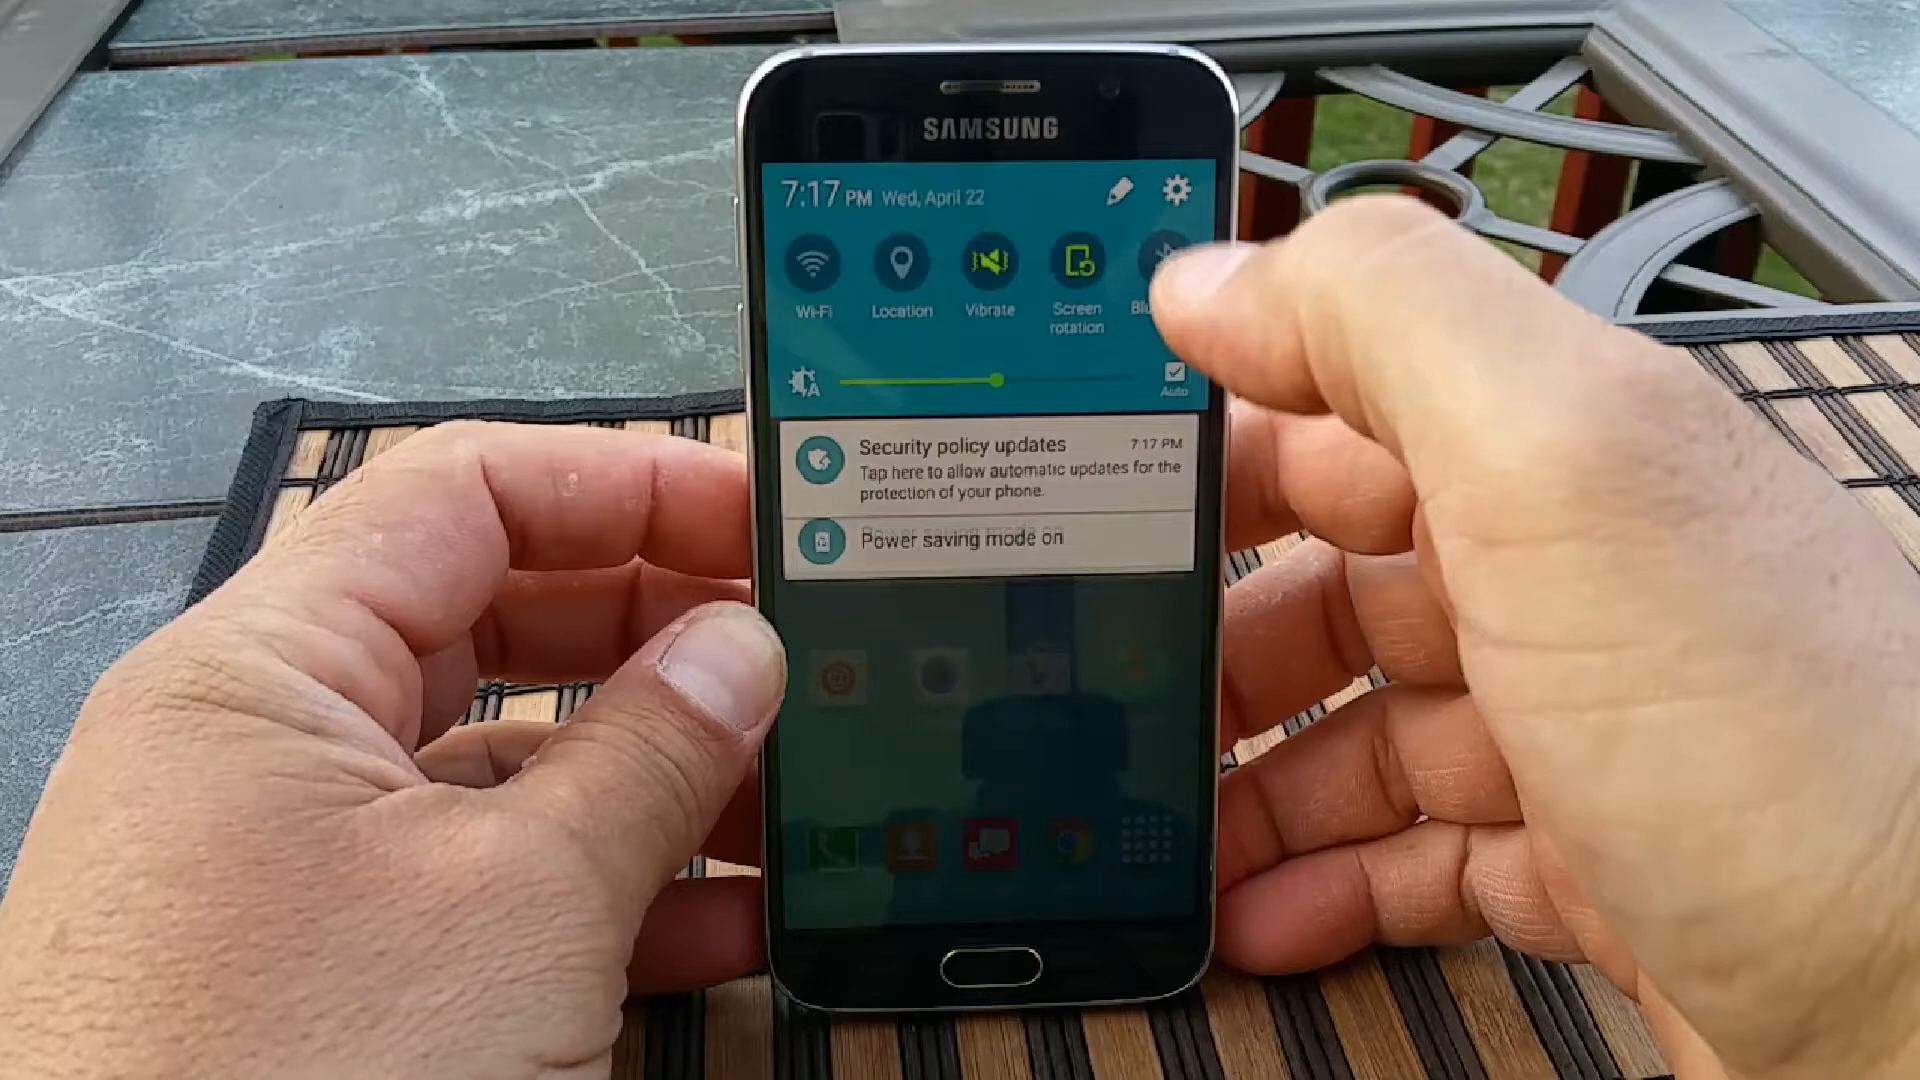 SAMSUNG
7:17 PM Wed, April 22
Wi-Fi
Location
Vibrate
Screen
rotation
Auto
Security policy updates 7:17 PM
Tap here to allow automatic updates for the
protection of your phone.
Power saving mode on